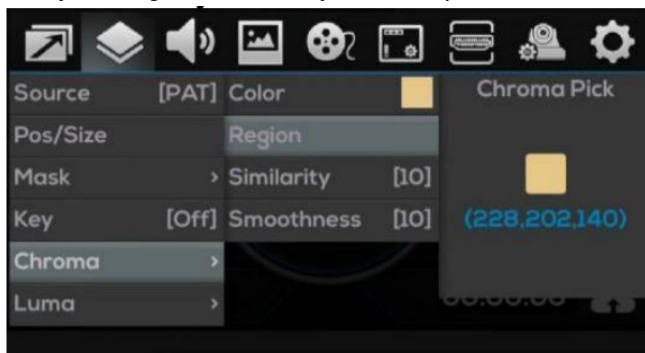 Source [PAT]
Pos/Size
Mask >
Key [Off]
Chroma >
Luma >
Color
Region
Similarity [10]
Smoothness [10]
Chroma Pick
(228,202,140)